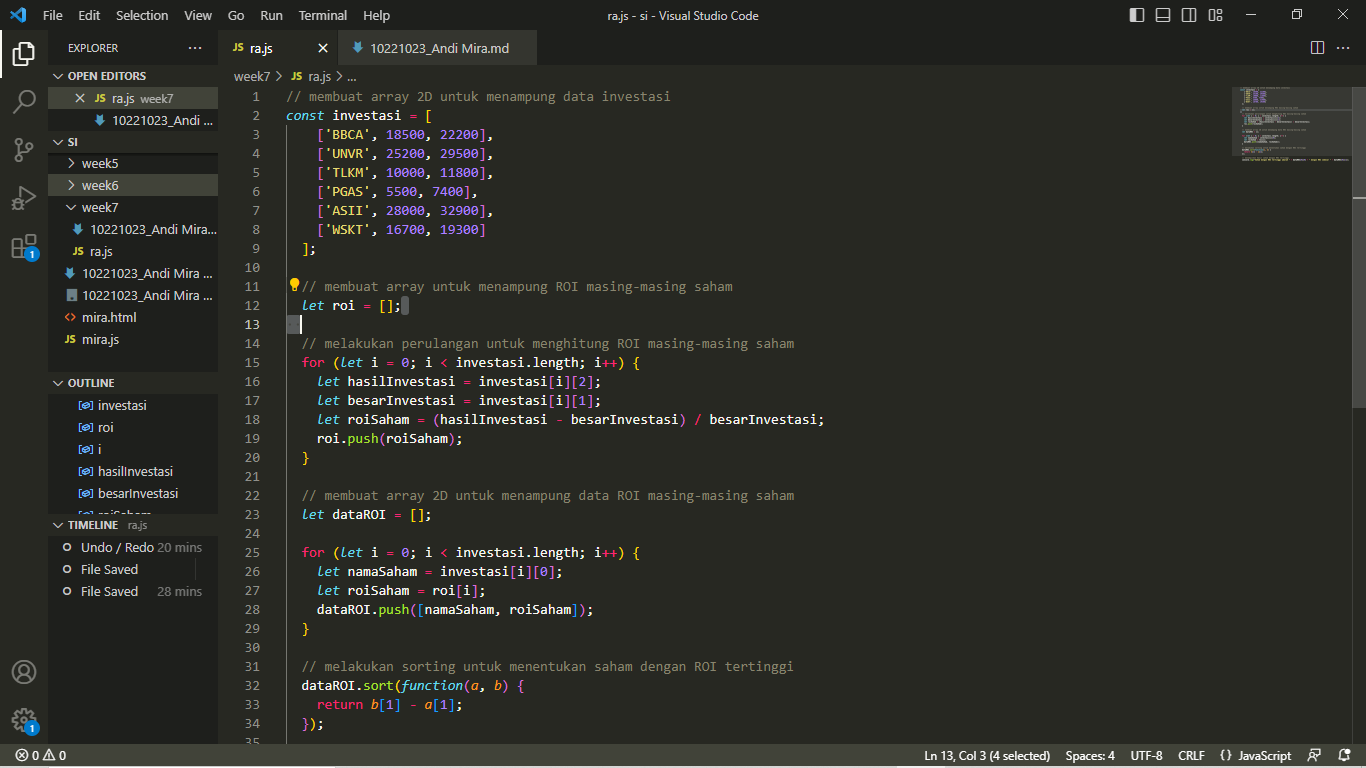 File Edit Selection View Go Run Terminal Help
ra.js - si - Visual Studio Code
EXPLORER
OPEN EDITORS
JS ra.js week7
10221023_Andi ...
SI
week5
week6
week7
10221023_Andi Mira...
JS ra.js
10221023_Andi Mira ...
10221023_Andi Mira ...
mira.html
JS mira.js
OUTLINE
investasi
roi
i
hasilInvestasi
besarInvestasi
roiSaham
TIMELINE ra.js
Undo / Redo 20 mins
File Saved
File Saved 28 mins
1
1
JS ra.js
10221023_Andi Mira.md
week7 > JS ra.js > ...
1 // membuat array 2D untuk menampung data investasi
2 const investasi = [
3 ['BBCA', 18500, 22200],
4 ['UNVR', 25200, 29500],
5 ['TLKM', 10000, 11800],
6 ['PGAS', 5500, 7400],
7 ['ASII', 28000, 32900],
8 ['WSKT', 16700, 19300]
9 ];
10
11 // membuat array untuk menampung ROI masing-masing saham
12 let roi = [];
13
14 // melakukan perulangan untuk menghitung ROI masing-masing saham
15 for (let i = 0; i < investasi.length; i++) {
16 let hasilInvestasi = investasi[i][2];
17 let besarInvestasi = investasi[i][1];
18 let roiSaham = (hasilInvestasi - besarInvestasi) / besarInvestasi;
19 roi.push(roiSaham);
20 }
21
22 // membuat array 2D untuk menampung data ROI masing-masing saham
23 let dataROI = [];
24
25 for (let i = 0; i < investasi.length; i++) {
26 let namaSaham = investasi[i][0];
27 let roiSaham = roi[i];
28 dataROI.push([namaSaham, roiSaham]);
29 }
30
31 // melakukan sorting untuk menentukan saham dengan ROI tertinggi
32 dataROI.sort(function(a, b) {
33 return b[1] - a[1];
34 });
35
0 0
Ln 13, Col 3 (4 selected) Spaces: 4 UTF-8 CRLF {} JavaScript